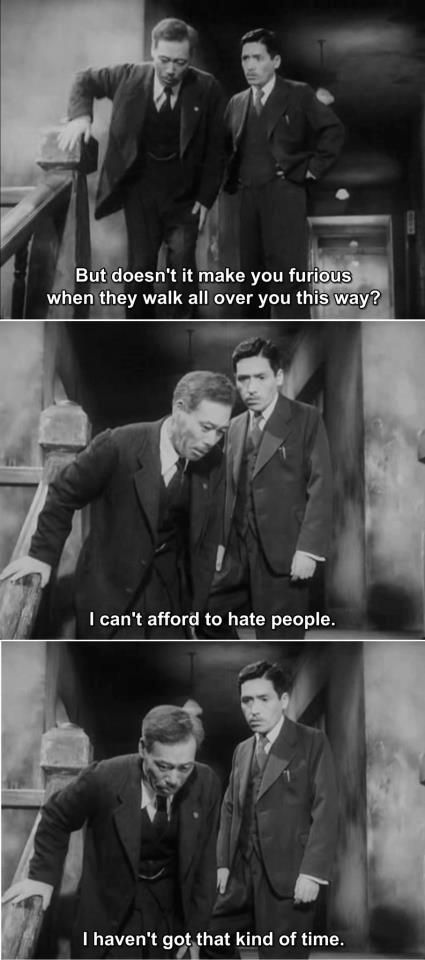 But doesn't it make you furious
when they walk all over you this way?
I can't afford to hate people.
I haven't got that kind of time.